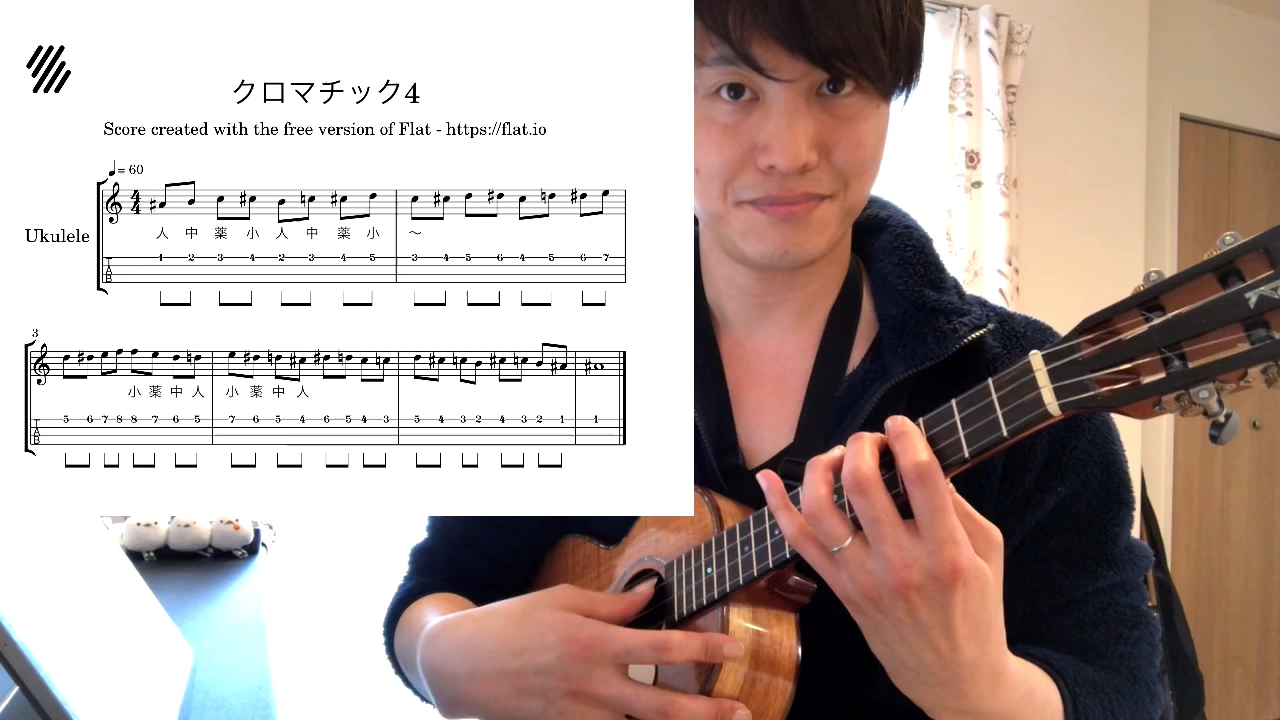 クロマチック4
Score created with the free version of Flat - https://flat.io
♩= 60
Ukulele
人 中 薬 小 人 中 薬 小 〜
1 2 3 4 2 3 4 5 3 4 5 6 4 5 6 7
3
小 薬 中 人 小 薬 中 人
5 6 7 8 8 7 6 5 7 6 5 4 6 5 4 3 5 4 3 2 4 3 2 1 1